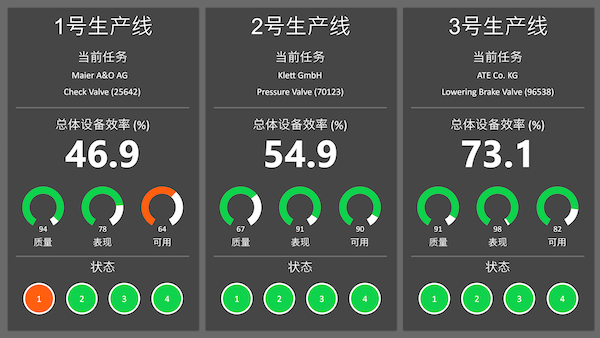 1号生产线
当前任务
Maier A&O AG
Check Valve (25642)
总体设备效率 (%)
46.9
94 78 64
质量 表现 可用
状态
1 2 3 4
2号生产线
当前任务
Klett GmbH
Pressure Valve (70123)
总体设备效率 (%)
54.9
67 91 90
质量 表现 可用
状态
1 2 3 4
3号生产线
当前任务
ATE Co. KG
Lowering Brake Valve (96538)
总体设备效率 (%)
73.1
91 98 82
质量 表现 可用
状态
1 2 3 4